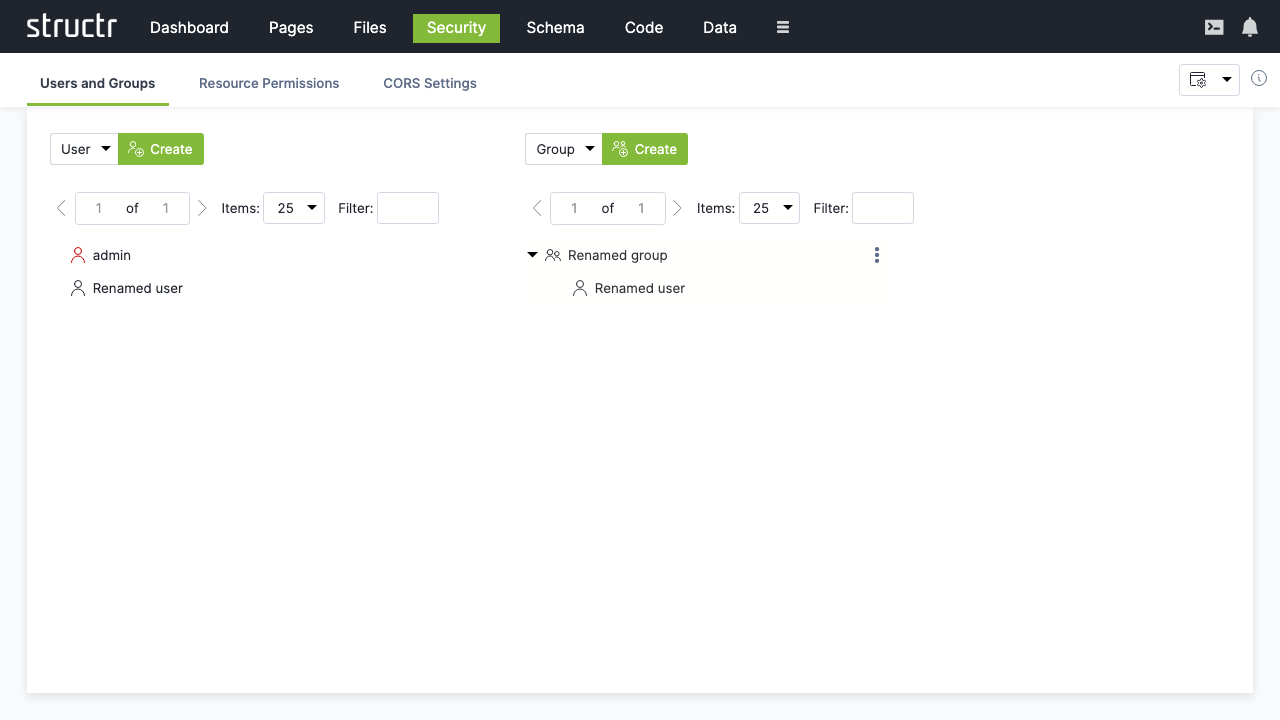 structr Dashboard Pages Files Security Schema Code Data
Users and Groups Resource Permissions CORS Settings
User Create Group Create
1 of 1 Items: 25 Filter: 1 of 1 Items: 25 Filter:
admin Renamed group
Renamed user Renamed user